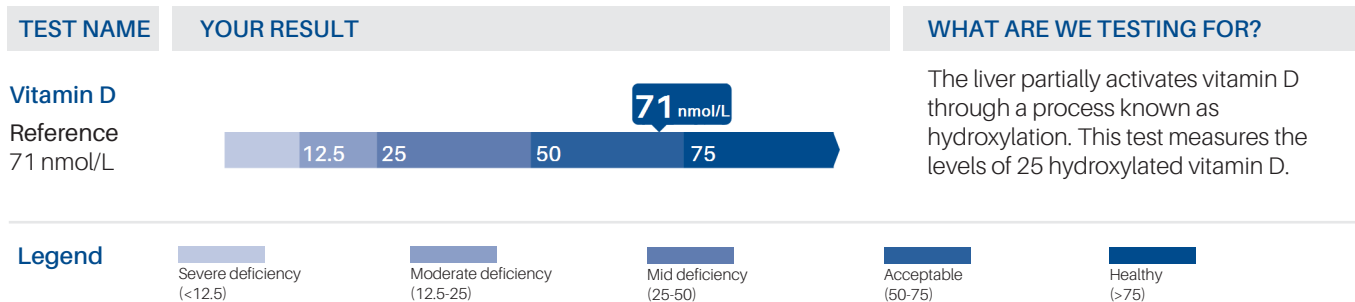 TEST NAME
YOUR RESULT
WHAT ARE WE TESTING FOR?
Vitamin D
Reference
71 nmol/L
71 nmol/L
12.5
25
50
75
The liver partially activates vitamin D
through a process known as
hydroxylation. This test measures the
levels of 25 hydroxylated vitamin D.
Legend
Severe deficiency
(<12.5)
Moderate deficiency
(12.5-25)
Mid deficiency
(25-50)
Acceptable
(50-75)
Healthy
(>75)